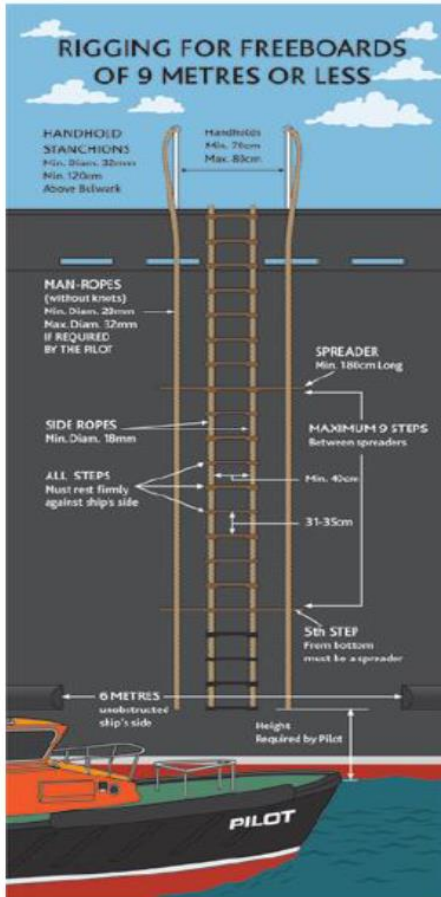 RIGGING FOR FREEBOARDS
OF 9 METRES OR LESS
HANDHOLD
STANCHIONS
Min. Diam. 32mm
Min. 120cm
Above Bulwark
Handholds
Min. 70cm
Max. 80cm
MAN-ROPES
(without knots)
Min. Diam. 28mm
Max. Diam. 32mm
IF REQUIRED
BY THE PILOT
SPREADER
Min. 180cm Long
SIDE ROPES
Min. Diam. 18mm
MAXIMUM 9 STEPS
Between spreaders
ALL STEPS
Must rest firmly
against ship's side
Min. 40cm
31-35cm
5th STEP
From bottom
must be a spreader
6 METRES
unobstructed
ship's side
Height
Required by Pilot
PILOT